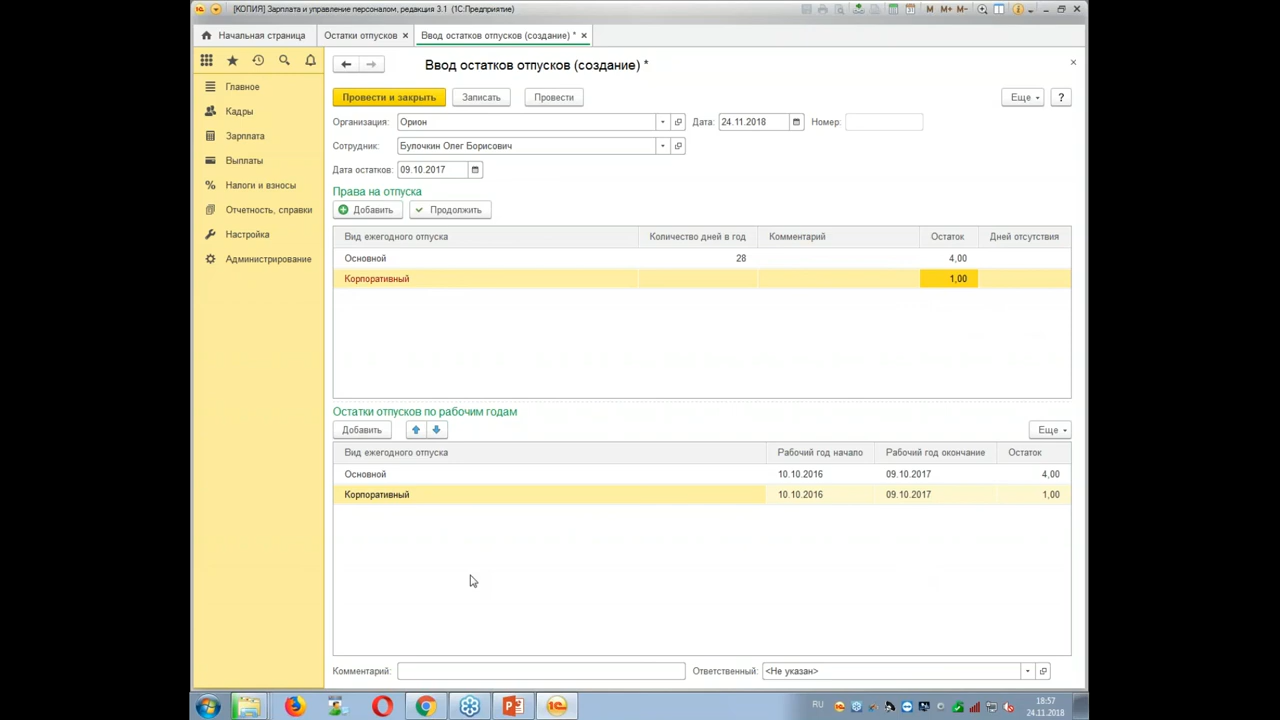 [КОПИЯ] Зарплата и управление персоналом, редакция 3.1 (1С:Предприятие)
M M+ M-
Начальная страница
Остатки отпусков ×
Ввод остатков отпусков (создание) * ×
Главное
Кадры
Зарплата
Выплаты
Налоги и взносы
Отчетность, справки
Настройка
Администрирование
Ввод остатков отпусков (создание) *
Провести и закрыть
Записать
Провести
Еще
?
Организация: Орион
Дата: 24.11.2018
Номер:
Сотрудник: Булочкин Олег Борисович
Дата остатков: 09.10.2017
Права на отпуска
Добавить
Продолжить
Вид ежегодного отпуска Количество дней в год Комментарий Остаток Дней отсутствия
Основной 28 4,00
Корпоративный 1,00
Остатки отпусков по рабочим годам
Добавить
Еще
Вид ежегодного отпуска Рабочий год начало Рабочий год окончание Остаток
Основной 10.10.2016 09.10.2017 4,00
Корпоративный 10.10.2016 09.10.2017 1,00
Комментарий:
Ответственный: <Не указан>
RU
18:57
24.11.2018